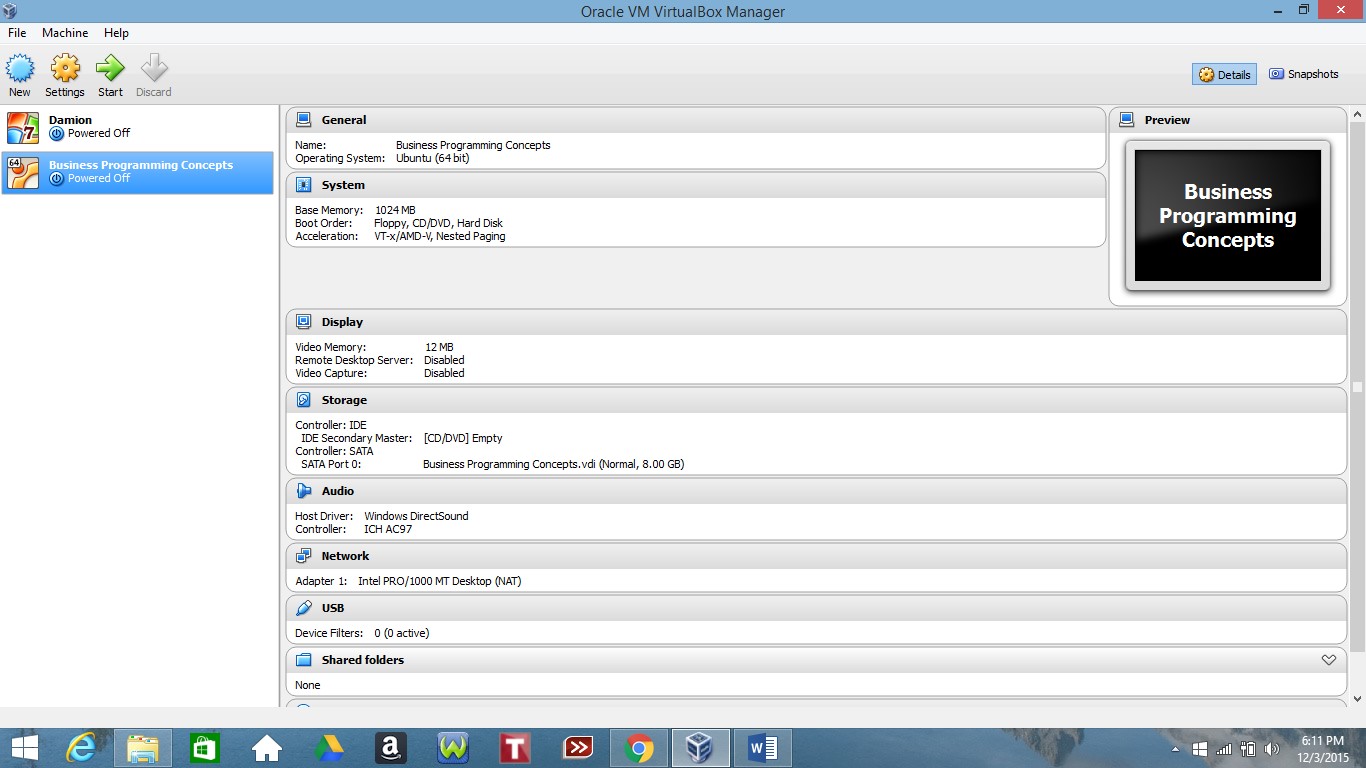 Oracle VM VirtualBox Manager
File Machine Help
New Settings Start Discard
Details Snapshots
Damion
Powered Off
64
Business Programming Concepts
Powered Off
General
Name: Business Programming Concepts
Operating System: Ubuntu (64 bit)
System
Base Memory: 1024 MB
Boot Order: Floppy, CD/DVD, Hard Disk
Acceleration: VT-x/AMD-V, Nested Paging
Preview
Business
Programming
Concepts
Display
Video Memory: 12 MB
Remote Desktop Server: Disabled
Video Capture: Disabled
Storage
Controller: IDE
IDE Secondary Master: [CD/DVD] Empty
Controller: SATA
SATA Port 0: Business Programming Concepts.vdi (Normal, 8.00 GB)
Audio
Host Driver: Windows DirectSound
Controller: ICH AC97
Network
Adapter 1: Intel PRO/1000 MT Desktop (NAT)
USB
Device Filters: 0 (0 active)
Shared folders
None
6:11 PM
12/3/2015